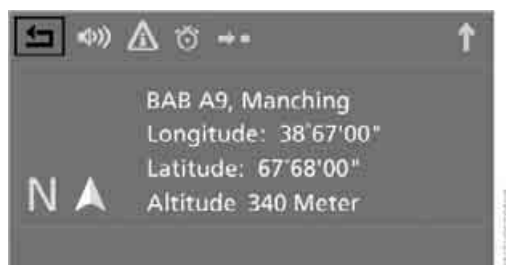 BAB A9, Manching
Longitude: 38°67'00"
Latitude: 67°68'00"
N
Altitude 340 Meter